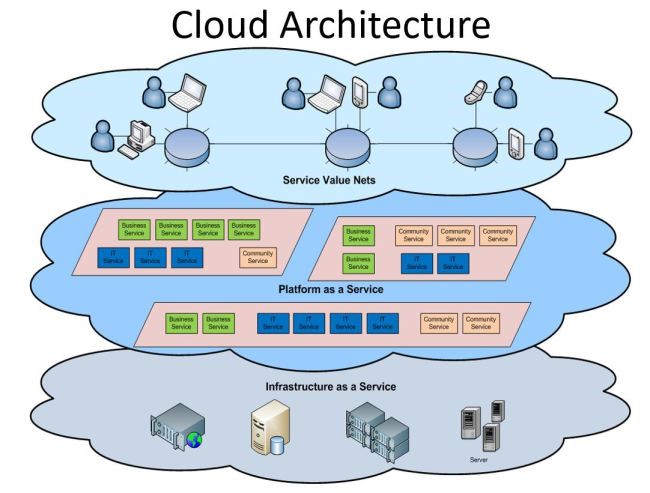 Cloud Architecture
Service Value Nets
Business
Service
Business
Service
Business
Service
Business
Service
IT
Service
IT
Service
IT
Service
Community
Service
Business
Service
Community
Service
Community
Service
Community
Service
Business
Service
IT
Service
IT
Service
Platform as a Service
Business
Service
Business
Service
IT
Service
IT
Service
IT
Service
IT
Service
Community
Service
Community
Service
Infrastructure as a Service
Server